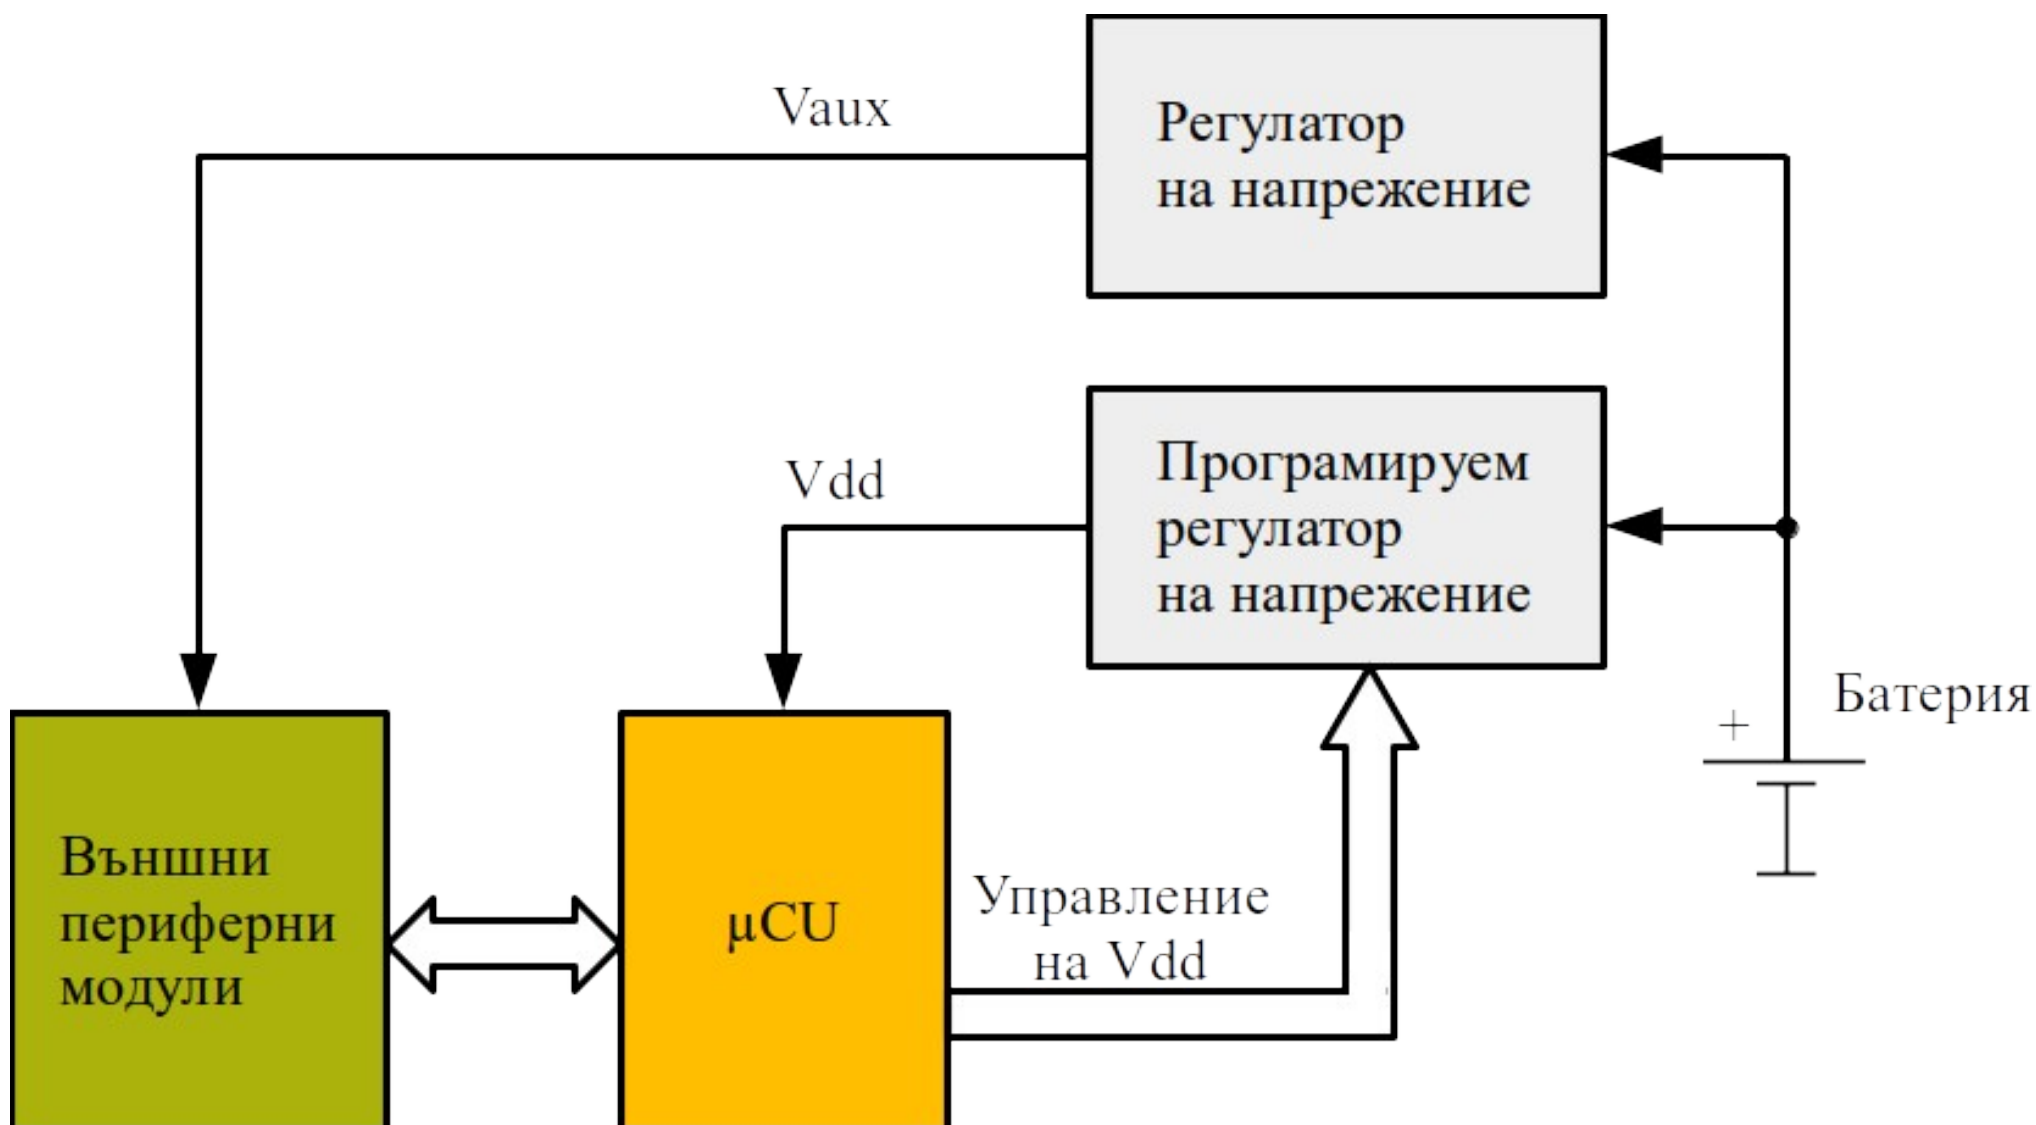 Vaux
Регулатор
на напрежение
Vdd
Програмируем
регулатор
на напрежение
Батерия
+
Външни
периферни
модули
µCU
Управление
на Vdd